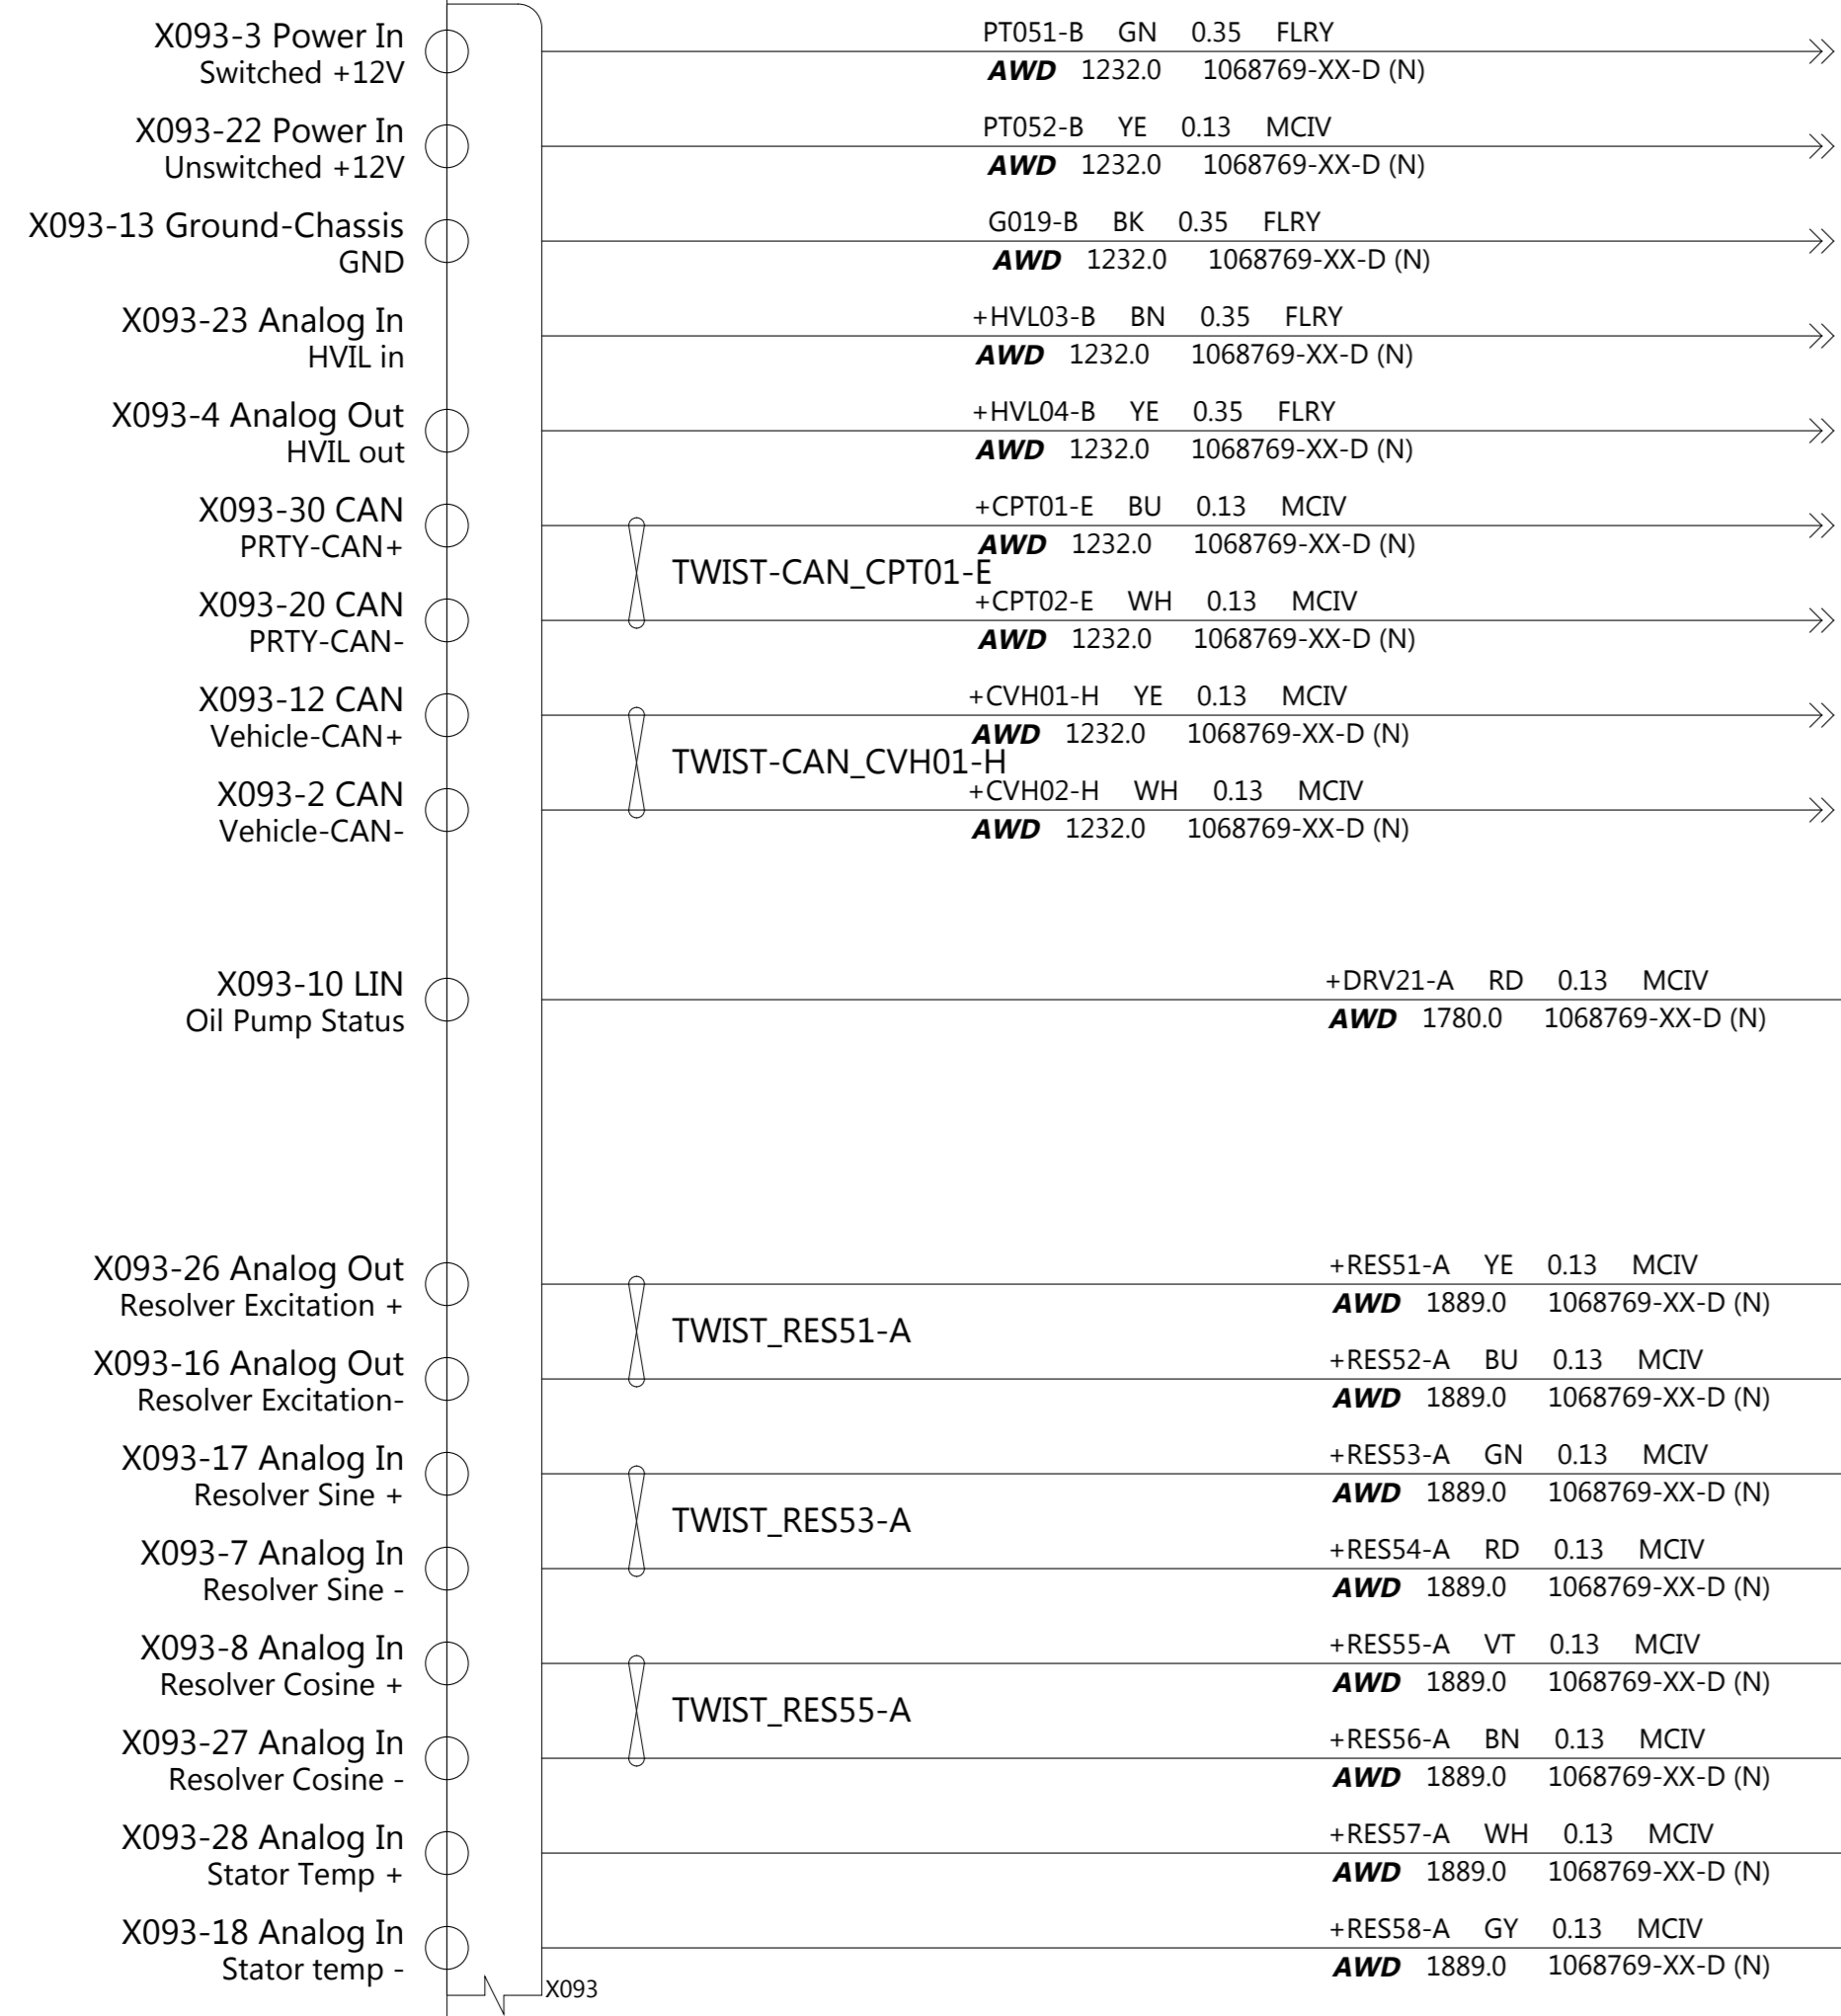 X093-3 Power In
Switched +12V
PT051-B GN 0.35 FLRY
AWD 1232.0 1068769-XX-D (N)
X093-22 Power In
Unswitched +12V
PT052-B YE 0.13 MCIV
AWD 1232.0 1068769-XX-D (N)
X093-13 Ground-Chassis
GND
G019-B BK 0.35 FLRY
AWD 1232.0 1068769-XX-D (N)
X093-23 Analog In
HVIL in
+HVL03-B BN 0.35 FLRY
AWD 1232.0 1068769-XX-D (N)
X093-4 Analog Out
HVIL out
+HVL04-B YE 0.35 FLRY
AWD 1232.0 1068769-XX-D (N)
X093-30 CAN
PRTY-CAN+
+CPT01-E BU 0.13 MCIV
AWD 1232.0 1068769-XX-D (N)
TWIST-CAN_CPT01-E
X093-20 CAN
PRTY-CAN-
+CPT02-E WH 0.13 MCIV
AWD 1232.0 1068769-XX-D (N)
X093-12 CAN
Vehicle-CAN+
+CVH01-H YE 0.13 MCIV
AWD 1232.0 1068769-XX-D (N)
TWIST-CAN_CVH01-H
X093-2 CAN
Vehicle-CAN-
+CVH02-H WH 0.13 MCIV
AWD 1232.0 1068769-XX-D (N)
X093-10 LIN
Oil Pump Status
+DRV21-A RD 0.13 MCIV
AWD 1780.0 1068769-XX-D (N)
X093-26 Analog Out
Resolver Excitation +
+RES51-A YE 0.13 MCIV
AWD 1889.0 1068769-XX-D (N)
TWIST_RES51-A
X093-16 Analog Out
Resolver Excitation-
+RES52-A BU 0.13 MCIV
AWD 1889.0 1068769-XX-D (N)
X093-17 Analog In
Resolver Sine +
+RES53-A GN 0.13 MCIV
AWD 1889.0 1068769-XX-D (N)
TWIST_RES53-A
X093-7 Analog In
Resolver Sine -
+RES54-A RD 0.13 MCIV
AWD 1889.0 1068769-XX-D (N)
X093-8 Analog In
Resolver Cosine +
+RES55-A VT 0.13 MCIV
AWD 1889.0 1068769-XX-D (N)
TWIST_RES55-A
X093-27 Analog In
Resolver Cosine -
+RES56-A BN 0.13 MCIV
AWD 1889.0 1068769-XX-D (N)
X093-28 Analog In
Stator Temp +
+RES57-A WH 0.13 MCIV
AWD 1889.0 1068769-XX-D (N)
X093-18 Analog In
Stator temp -
+RES58-A GY 0.13 MCIV
AWD 1889.0 1068769-XX-D (N)
X093